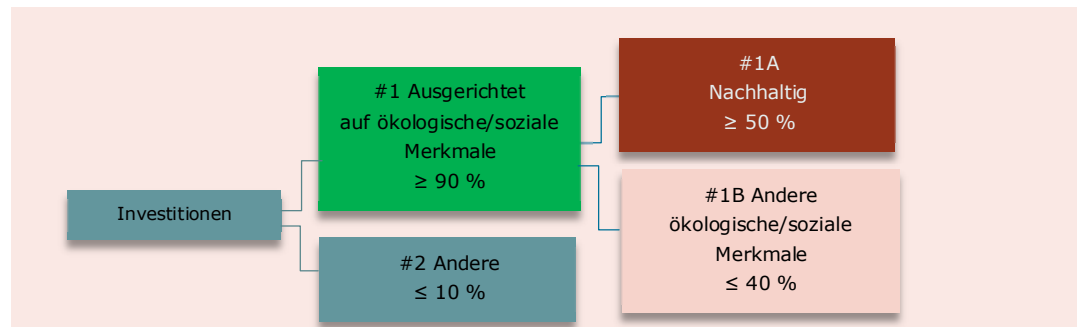 Investitionen
#1 Ausgerichtet
auf ökologische/soziale
Merkmale
≥ 90 %
#2 Andere
≤ 10 %
#1A
Nachhaltig
≥ 50 %
#1B Andere
ökologische/soziale
Merkmale
≤ 40 %